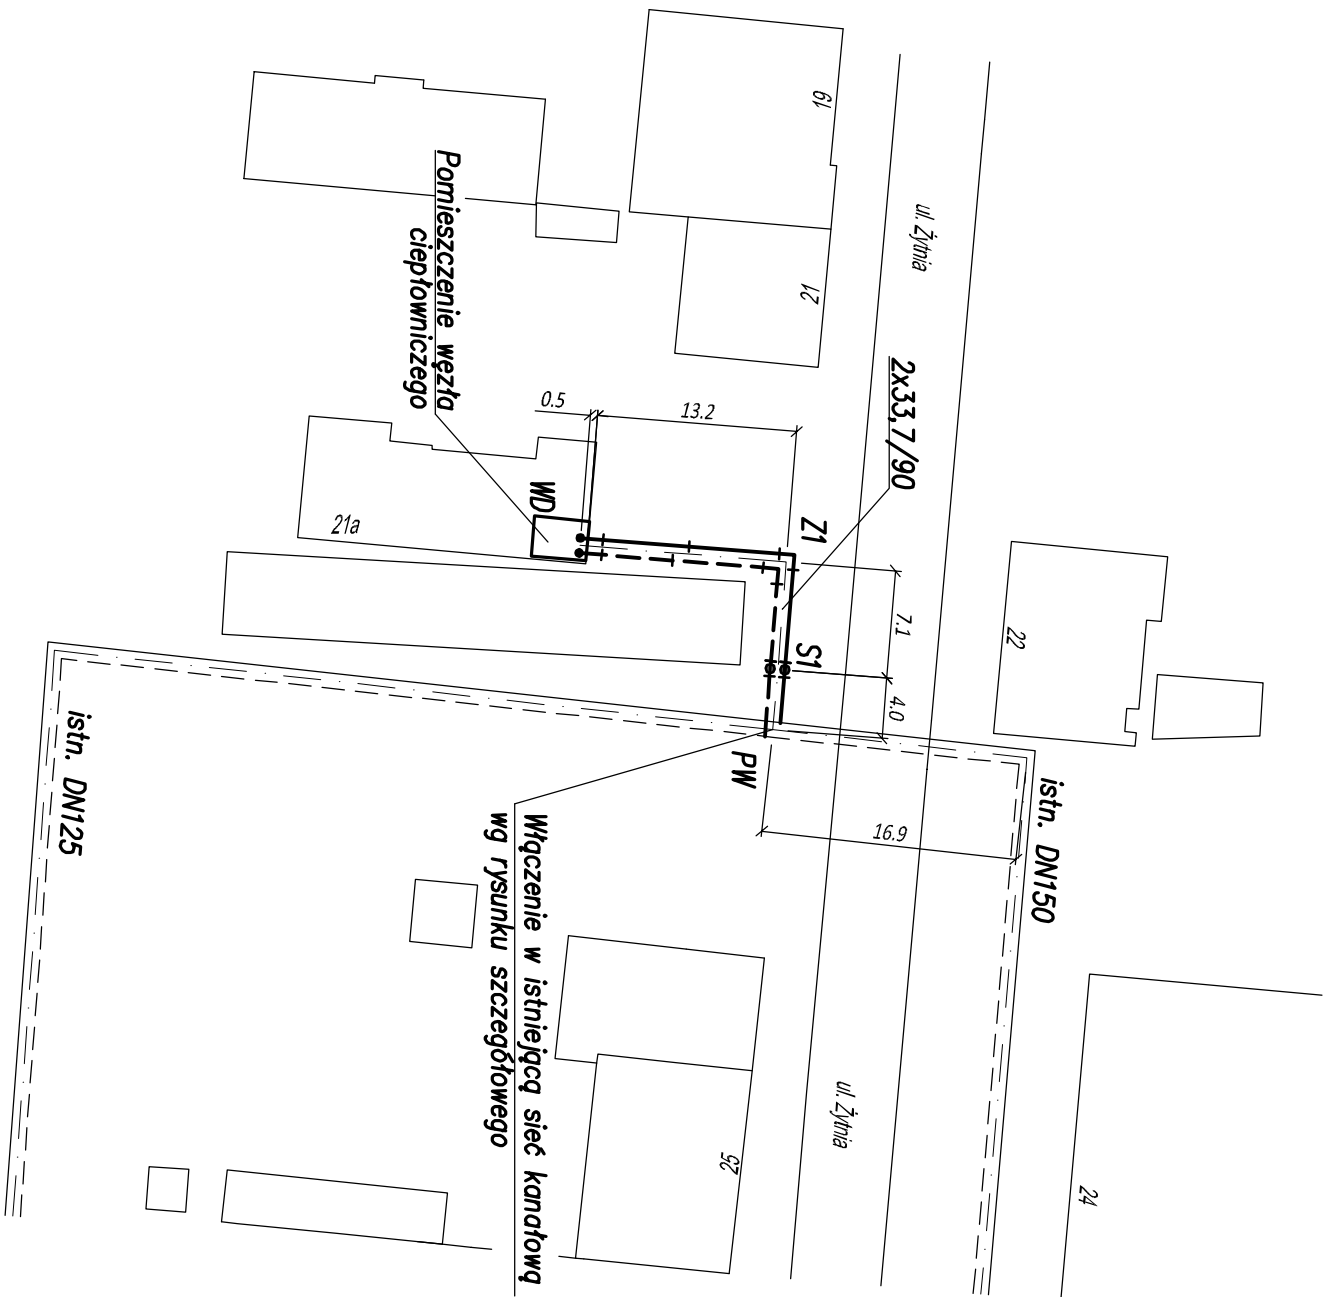 19
ul. Żytnia
21
Pomieszczenie węzła
ciepłowniczego
2x33,7/90
0.5
13.2
Z1
WD
21a
7.1
S1
4.0
22
PW
istn. DN125
istn. DN150
16.9
Włączenie w istniejącą sieć kanałową
wg rysunku szczegółowego
ul. Żytnia
25
24